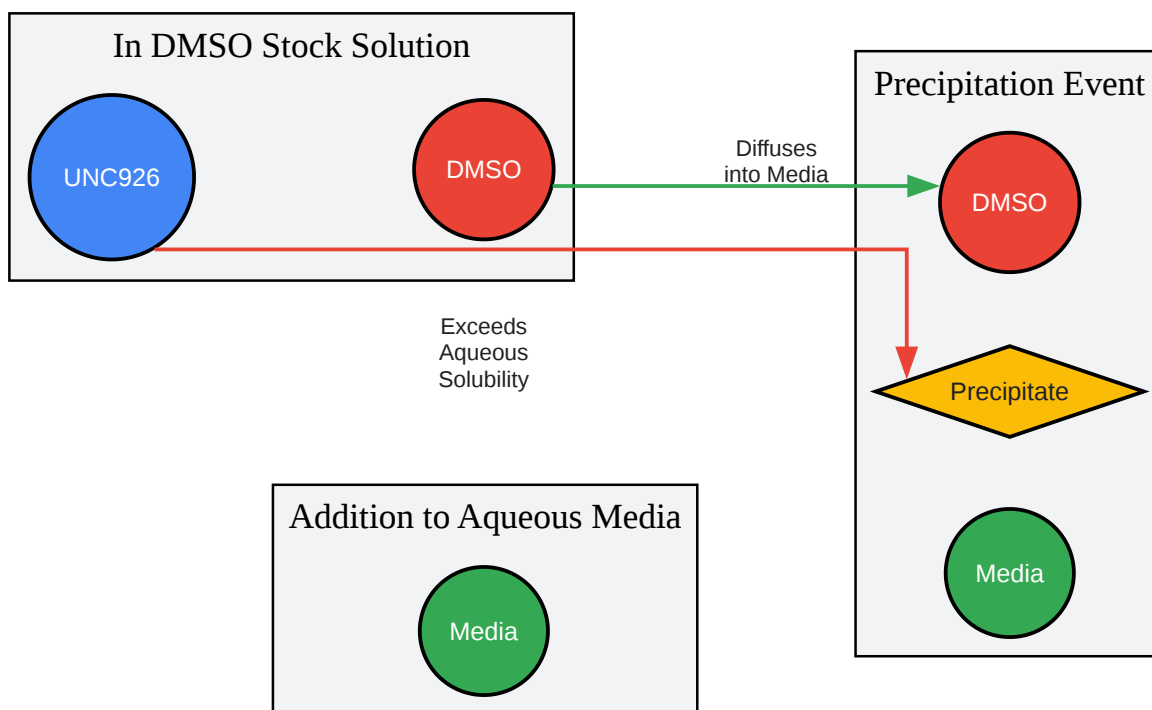 In DMSO Stock Solution
UNC926
DMSO
Diffuses
into Media
Exceeds
Aqueous
Solubility
Precipitation Event
DMSO
Precipitate
Media
Addition to Aqueous Media
Media